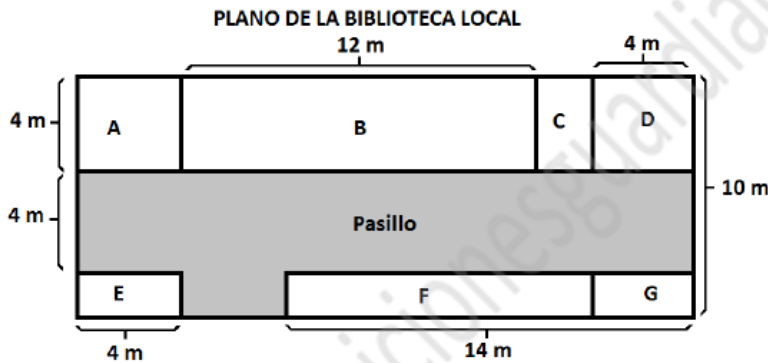 PLANO DE LA BIBLIOTECA LOCAL
12 m
4 m
4 m
A
B
C
D
10 m
4 m
Pasillo
E
F
G
4 m
14 m